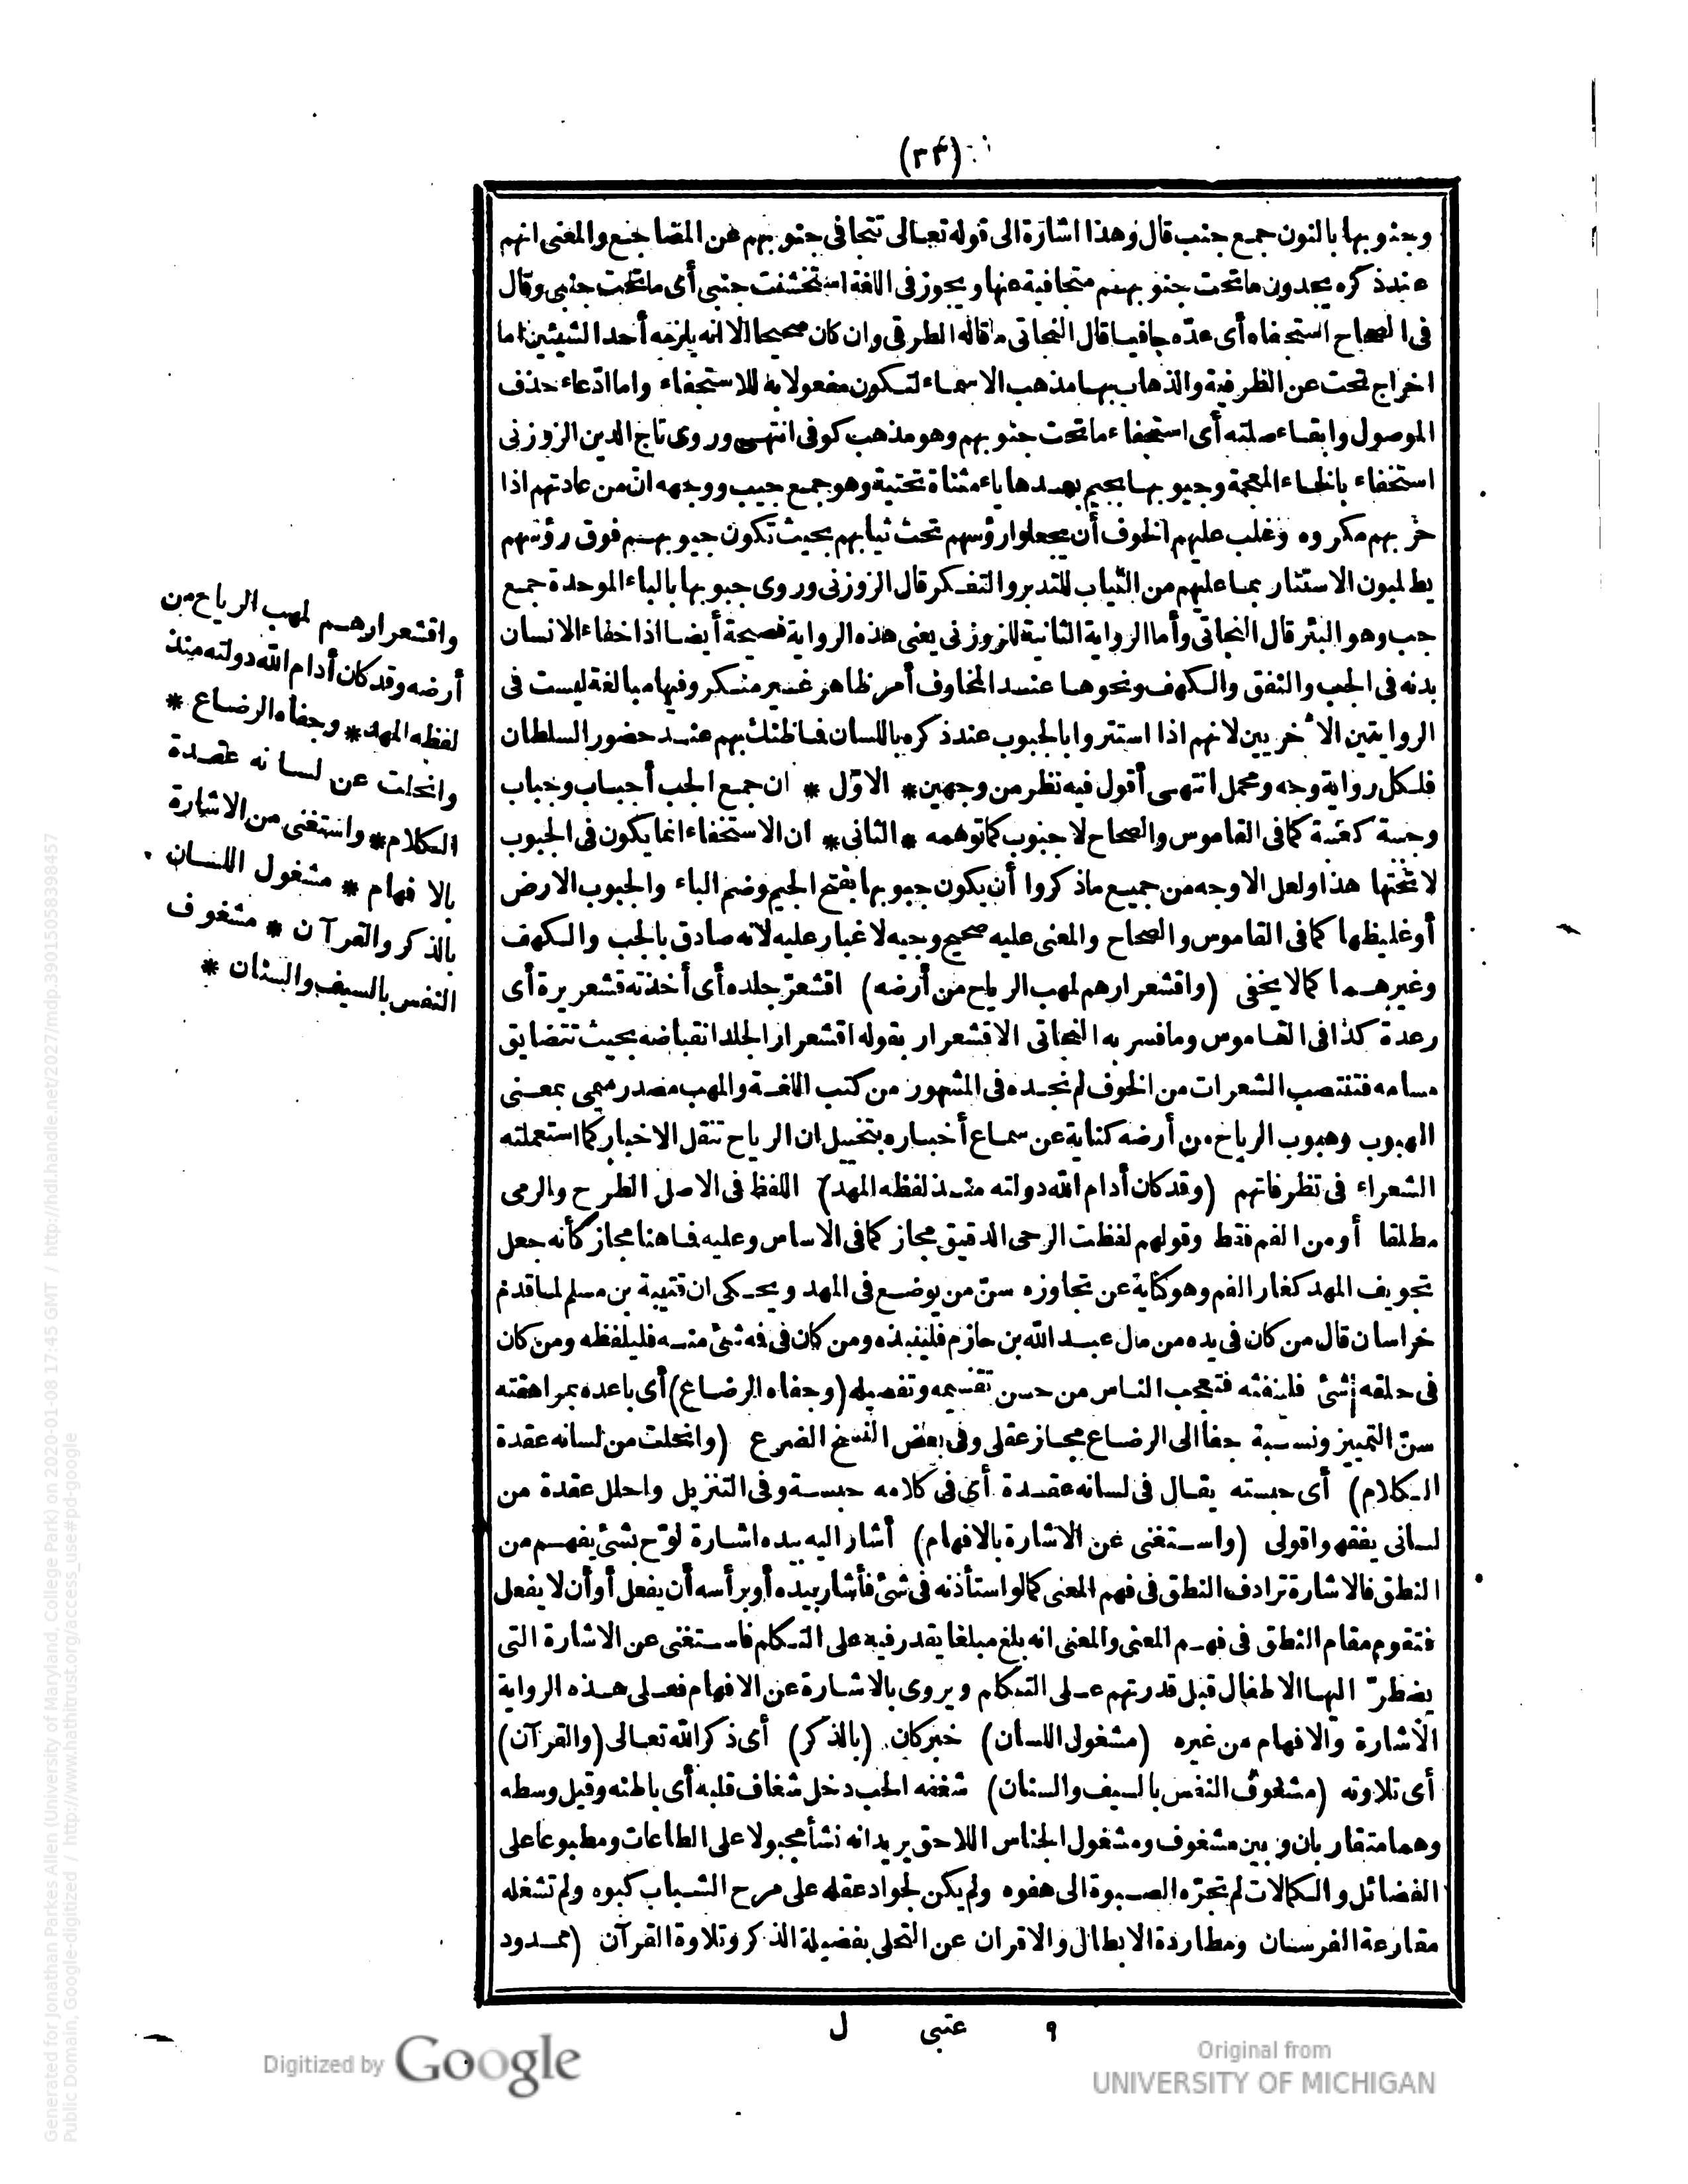 (٣٣)
وجنوبها بالنون جمع جنب قال وهذا اشارة الى قوله تعالى تتجافى جنوبهم عن المضاجع والمعنى انهم
عند ذكره يجدون ما تحت جنوبهم متجافية عنها ويجوز فى اللغة استخشنت جنبى أى ما تحت جنبى وقال
فى الصحاح استجفاه أى عدّه جافيا قال النجاتى ما قاله الطرقى وان كان صحيحا الا انه يلزمه أحد الشيئين اما
اخراج تحت عن الظرفية والذهاب بها مذهب الاسماء لتكون مفعولا به للاستجفاء واما ادّعاء حذف
الموصول وابقاء صلته أى استجفاء ما تحت جنوبهم وهو مذهب كوفى انتهى وروى تاج الدين الزوزنى
استخفاء بالخاء المعجمة وجيوبها بجيم بعدها ياء مثناة تحتية وهو جمع جيب ووجهه انّ من عادتهم اذا
حزبهم مكروه وغلب عليهم الخوف أن يجعلوا رؤسهم تحت ثيابهم بحيث تكون جيوبهم فوق رؤسهم
يطلبون الاستتار بما عليهم من الثياب للتدبر والتفكر قال الزوزنى وروى جبوبها بالباء الموحدة جمع
جب وهو البئر قال النجاتى وأما الرواية الثانية للزوزنى يعنى هذه الرواية فصيحة أيضا اذا خفاء الانسان
بدنه فى الجب والنفق والكهف ونحوها عند المخاوف أمر ظاهر غير منكر وفيها مبالغة ليست فى
الروايتين الاخريين لانهم اذا استتروا بالجبوب عند ذكره باللسان فما ظنك بهم عند حضور السلطان
فلكل رواية وجه ومحمل انتهى أقول فيه نظر من وجهين * الاوّل * ان جمع الجب أجباب وجباب
وجببة كعنبة كما فى القاموس والصحاح لا جبوب كما توهمه * الثانى * ان الاستخفاء انما يكون فى الجبوب
لا تحتها هذا ولعل الاوجه من جميع ما ذكروا أن يكون جبوبها بفتح الجيم وضم الباء والجبوب الارض
أو غليظها كما فى القاموس والصحاح والمعنى عليه صحيح وجيه لا غبار عليه لانه صادق بالجب والكهف
وغيرهما كما لا يخفى (واقشعرارهم لمهب الرياح من أرضه) اقشعرّ جلده أى أخذته قشعريرة أى
رعدة كذا فى القاموس وما فسر به النجاتى الاقشعرار بقوله اقشعرار الجلد انقباضه بحيث تتضايق
مسامه فتنتصب الشعرات من الخوف لم نجده فى المشهور من كتب اللغة والمهب مصدر ميمى بمعنى
الهبوب وهبوب الرياح من أرضه كناية عن سماع أخباره بتخييل ان الرياح تنقل الاخبار كما استعملته
الشعراء فى تظرفاتهم (وقد كان أدام الله دولته منذ لفظه المهد) اللفظ فى الاصل الطرح والرمى
مطلقا أو من الفم فقط وقولهم لفظت الرحى الدقيق مجاز كما فى الاساس وعليه فما هنا مجاز كأنه جعل
تجويف المهد كغار الفم وهو كناية عن تجاوزه سنّ من يوضع فى المهد ويحكى ان قتيبة بن مسلم لما قدم
خراسان قال من كان فى يده من مال عبد الله بن حازم فلينبذه ومن كان فى فه شئ منه فليلفظه ومن كان
فى حلقه شئ فلينفثه فتعجب الناس من حسن تقسيمه وتفصيله (وجفاه الرضاع) أى باعده بمراهقته
سنّ التمييز ونسبة جفا الى الرضاع مجاز عقلى وفى بعض النسخ الضرع (وانحلت من لسانه عقدة
الكلام) أى حبسته يقال فى لسانه عقدة أى فى كلامه حبسة وفى التنزيل واحلل عقدة من
لسانى يفقهوا قولى (واستغنى عن الاشارة بالافهام) أشار اليه بيده اشارة لوّح بشئ يفهم من
النطق فالاشارة ترادف النطق فى فهم المعنى كما لو استأذنه فى شئ فأشار بيده أو برأسه أن يفعل أو أن لا يفعل
فتقوم مقام النطق فى فهم المعنى والمعنى انه بلغ مبلغا يقدر فيه على التكلم فاستغنى عن الاشارة التى
يضطرّ اليها الاطفال قبل قدرتهم على التكلم ويروى بالاشارة عن الافهام فعلى هذه الرواية
الاشارة والافهام من غيره (مشغول اللسان) خبر كان (بالذكر) أى ذكر الله تعالى (والقرآن)
أى تلاوته (مشغوف النفس بالسيف والسنان) شغفه الحب دخل شغاف قلبه أى باطنه وقيل وسطه
وهما متقاربان وبين مشغوف ومشغول الجناس اللاحق يريد انه نشأ مجبولا على الطاعات ومطبوعا على
الفضائل والكمالات لم تجرّه الصبوة الى هفوه ولم يكن لجواد عقله على مرح الشباب كبوه ولم تشغله
مقارعة الفرسان ومطاردة الابطال والاقران عن التحلى بفضيلة الذكر وتلاوة القرآن (ممدود
واقشعرارهم لمهب الرياح من
أرضه وقد كان أدام الله دولته منذ
لفظه المهد * وجفاه الرضاع *
وانحلت عن لسانه عقدة
الكلام * واستغنى من الاشارة
بالافهام * مشغول اللسان
بالذكر والقرآن * مشغوف
النفس بالسيف والسنان *
٩ عتبى ل
Digitized by Google
Original from
UNIVERSITY OF MICHIGAN
Generated for Jonathan Parkes Allen (University of Maryland, College Park) on 2020-01-08 17:45 GMT / http://hdl.handle.net/2027/mdp.39015058398457
Public Domain, Google-digitized / http://www.hathitrust.org/access_use#pd-google